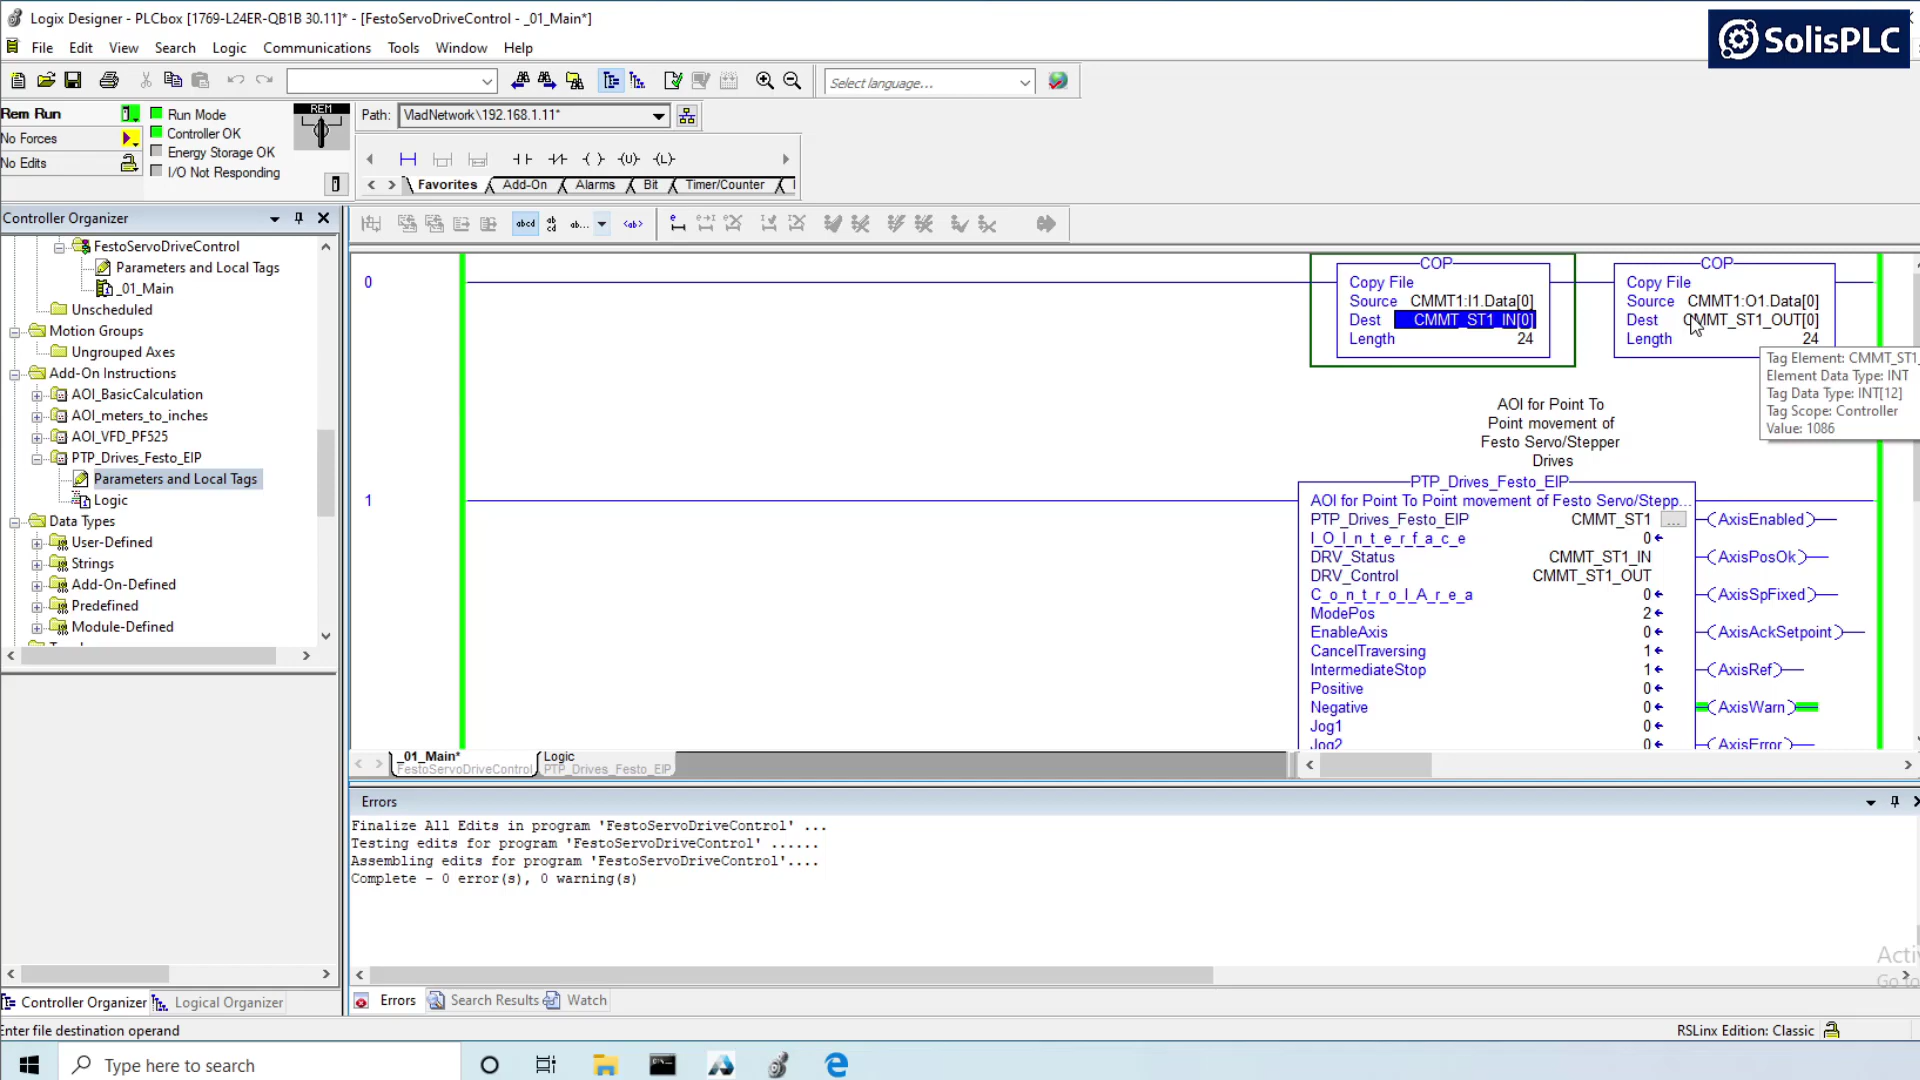 Logix Designer - PLCbox [1769-L24ER-QB1B 30.11]* - [FestoServoDriveControl - _01_Main*]
SolisPLC
File Edit View Search Logic Communications Tools Window Help
Select language...
Rem Run
No Forces
No Edits
Run Mode
Controller OK
Energy Storage OK
I/O Not Responding
REM
Path: VladNetwork\192.168.1.11*
Favorites Add-On Alarms Bit Timer/Counter
Controller Organizer
FestoServoDriveControl
Parameters and Local Tags
_01_Main
Unscheduled
Motion Groups
Ungrouped Axes
Add-On Instructions
AOI_BasicCalculation
AOI_meters_to_inches
AOI_VFD_PF525
PTP_Drives_Festo_EIP
Parameters and Local Tags
Logic
Data Types
User-Defined
Strings
Add-On-Defined
Predefined
Module-Defined
Controller Organizer Logical Organizer
0
COP
Copy File
Source CMMT1:I1.Data[0]
Dest CMMT_ST1_IN[0]
Length 24
COP
Copy File
Source CMMT1:O1.Data[0]
Dest CMMT_ST1_OUT[0]
Length 24
Tag Element: CMMT_ST1_
Element Data Type: INT
Tag Data Type: INT[12]
Tag Scope: Controller
Value: 1086
AOI for Point To
Point movement of
Festo Servo/Stepper
Drives
1
PTP_Drives_Festo_EIP
AOI for Point To Point movement of Festo Servo/Stepp...
PTP_Drives_Festo_EIP CMMT_ST1 ... (AxisEnabled)
I_O_I_n_t_e_r_f_a_c_e 0
DRV_Status CMMT_ST1_IN (AxisPosOk)
DRV_Control CMMT_ST1_OUT
C_o_n_t_r_o_l_A_r_e_a 0 (AxisSpFixed)
ModePos 2
EnableAxis 0 (AxisAckSetpoint)
CancelTraversing 1
IntermediateStop 1 (AxisRef)
Positive 0
Negative 0 (AxisWarn)
Jog1 0
Jog2 0 (AxisError)
_01_Main*
FestoServoDriveControl
Logic
PTP_Drives_Festo_EIP
Errors
Finalize All Edits in program 'FestoServoDriveControl' ...
Testing edits for program 'FestoServoDriveControl' ......
Assembling edits for program 'FestoServoDriveControl'....
Complete - 0 error(s), 0 warning(s)
Errors Search Results Watch
Enter file destination operand
RSLinx Edition: Classic
Type here to search